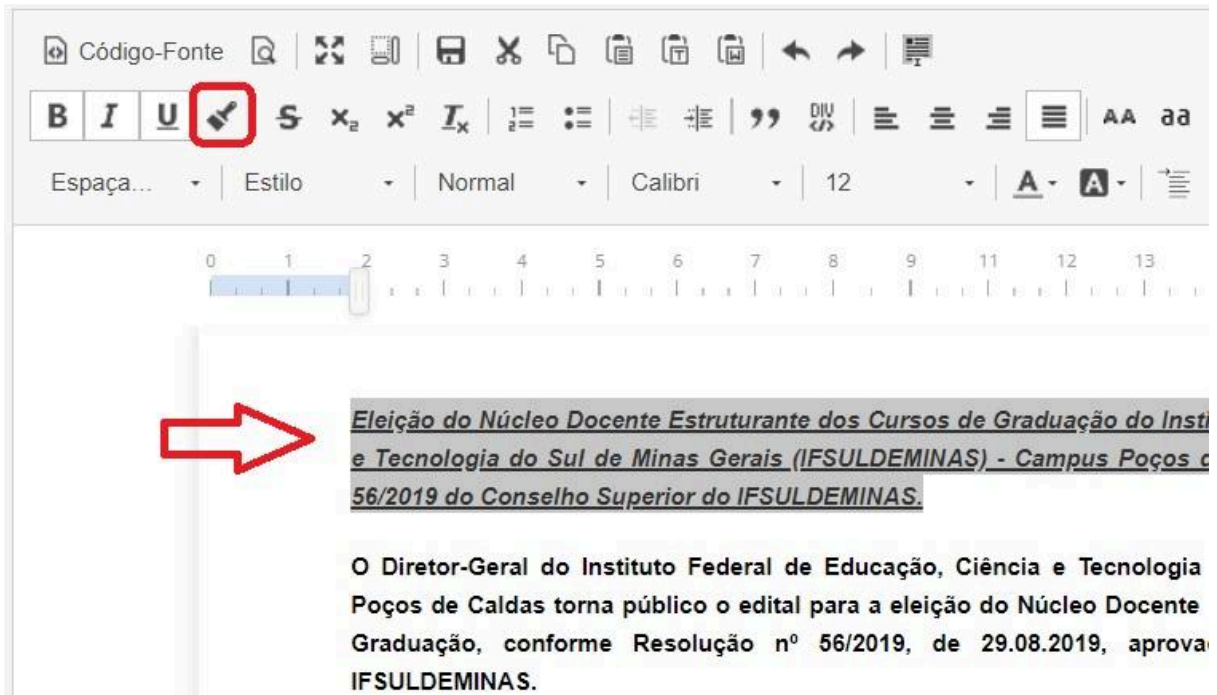 Código-Fonte
B I U S x₂ x² Tx DIV AA aa
Espaça... Estilo Normal Calibri 12 A A
0 1 2 3 4 5 6 7 8 9 11 12 13
Eleição do Núcleo Docente Estruturante dos Cursos de Graduação do Insti
e Tecnologia do Sul de Minas Gerais (IFSULDEMINAS) - Campus Poços
56/2019 do Conselho Superior do IFSULDEMINAS.
O Diretor-Geral do Instituto Federal de Educação, Ciência e Tecnologia
Poços de Caldas torna público o edital para a eleição do Núcleo Docente
Graduação, conforme Resolução nº 56/2019, de 29.08.2019, aprova
IFSULDEMINAS.